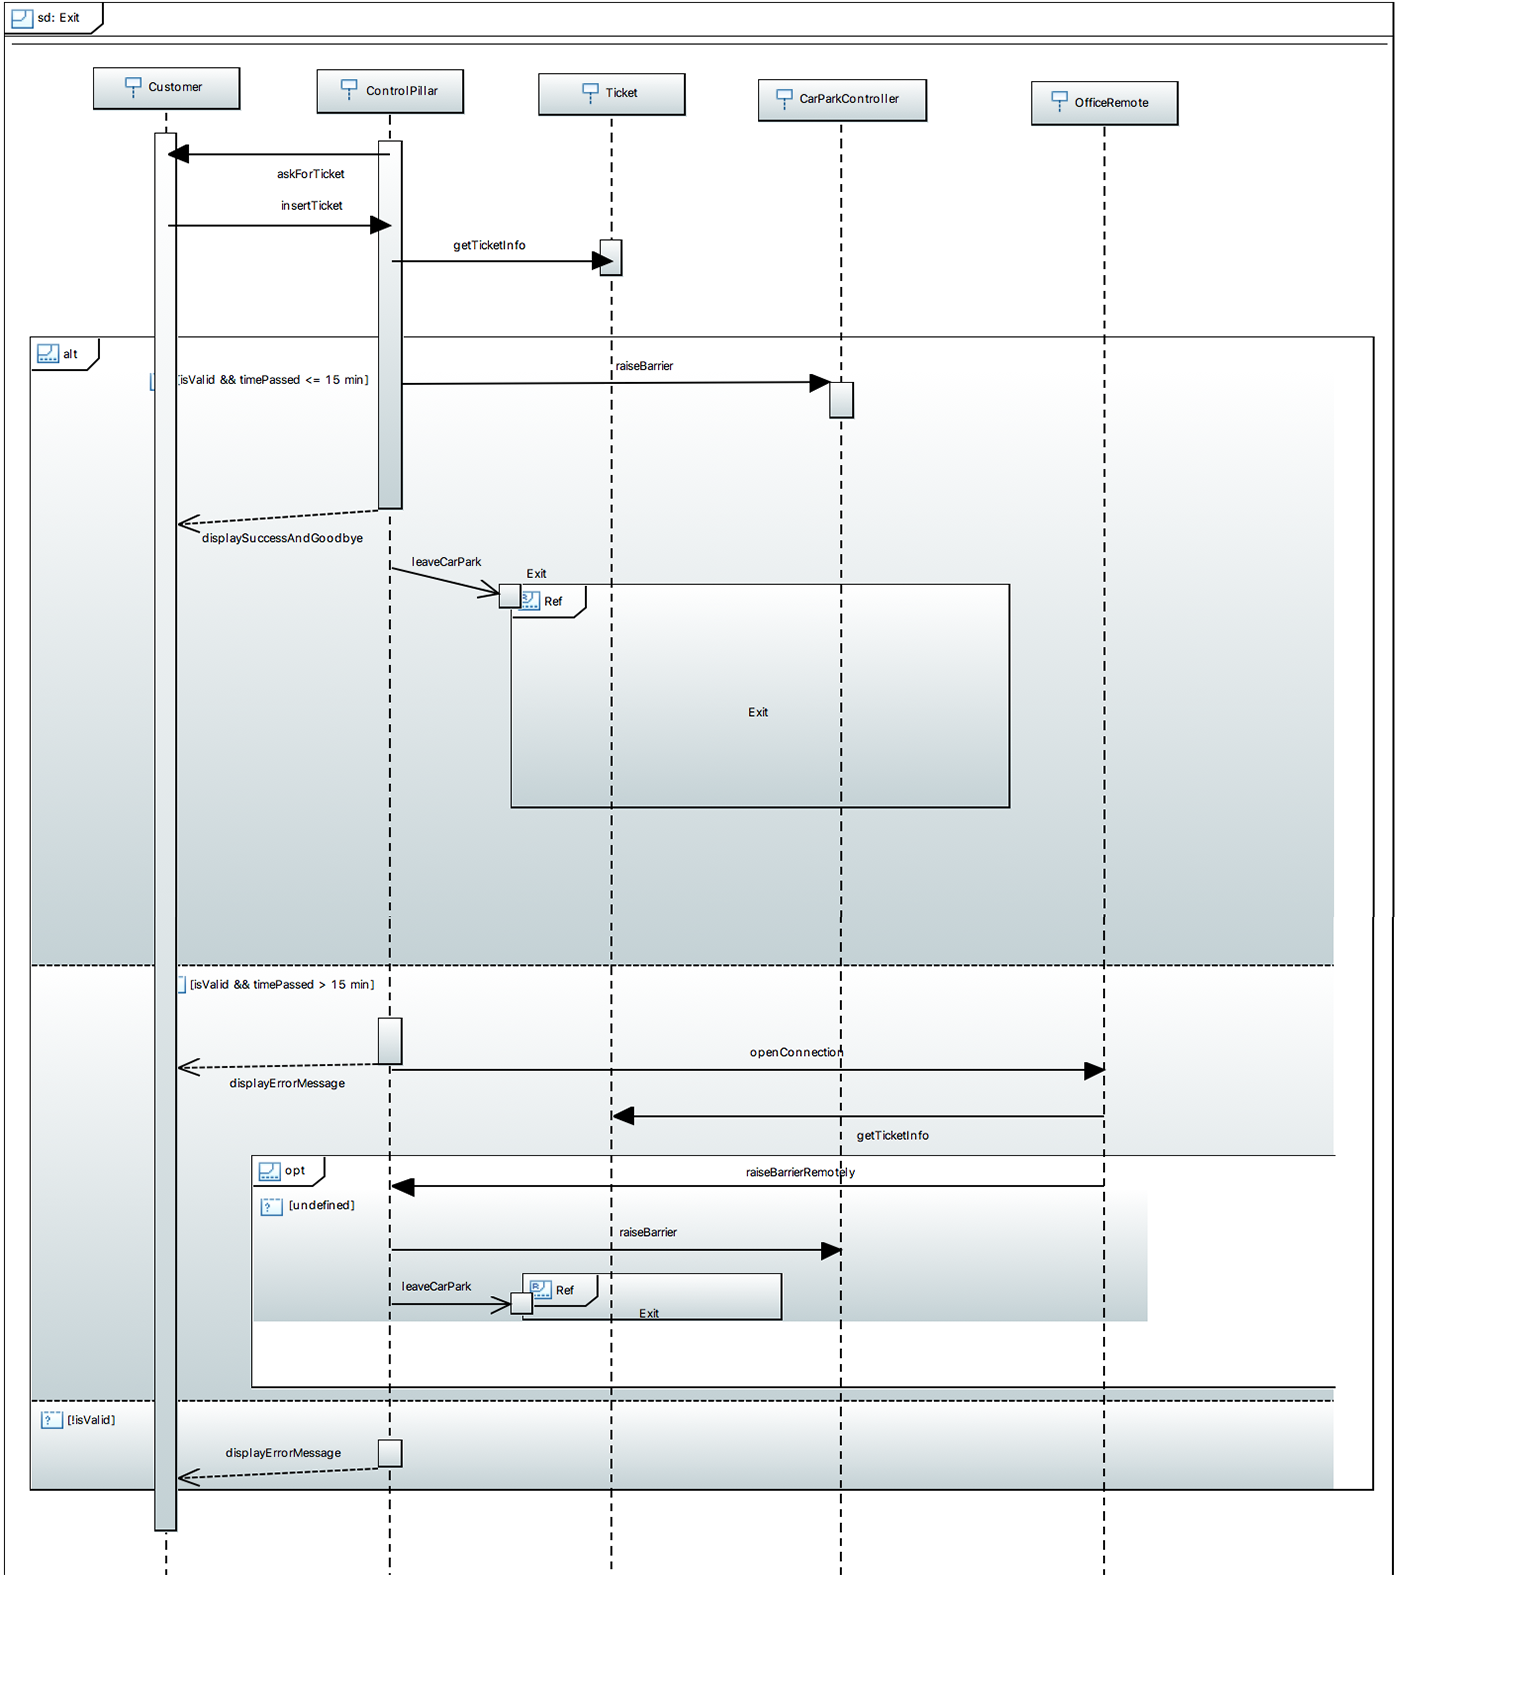 sd: Exit
Customer
ControlPillar
Ticket
CarParkController
OfficeRemote
askForTicket
insertTicket
getTicketInfo
alt
[isValid && timePassed <= 15 min]
raiseBarrier
displaySuccessAndGoodbye
leaveCarPark
Exit
Ref
Exit
[isValid && timePassed > 15 min]
openConnection
displayErrorMessage
getTicketInfo
opt
raiseBarrierRemotely
[undefined]
raiseBarrier
leaveCarPark
Ref
Exit
[!isValid]
displayErrorMessage